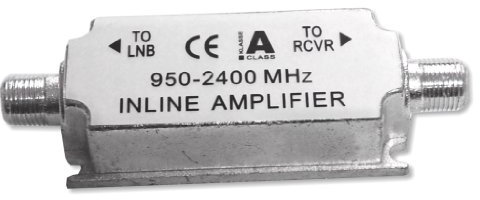 ◄ TO LNB
CE
KLASSE A CLASS
TO RCVR ►
950-2400 MHz
INLINE AMPLIFIER